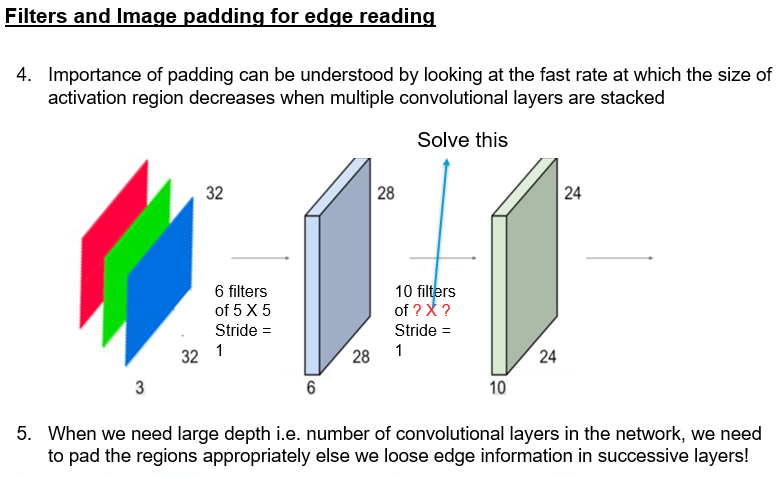 Filters and Image padding for edge reading
4. Importance of padding can be understood by looking at the fast rate at which the size of
activation region decreases when multiple convolutional layers are stacked
Solve this
32
28
24
6 filters
of 5 X 5
Stride =
1
10 filters
of ? X ?
Stride =
1
32
28
24
3
6
10
5. When we need large depth i.e. number of convolutional layers in the network, we need
to pad the regions appropriately else we loose edge information in successive layers!